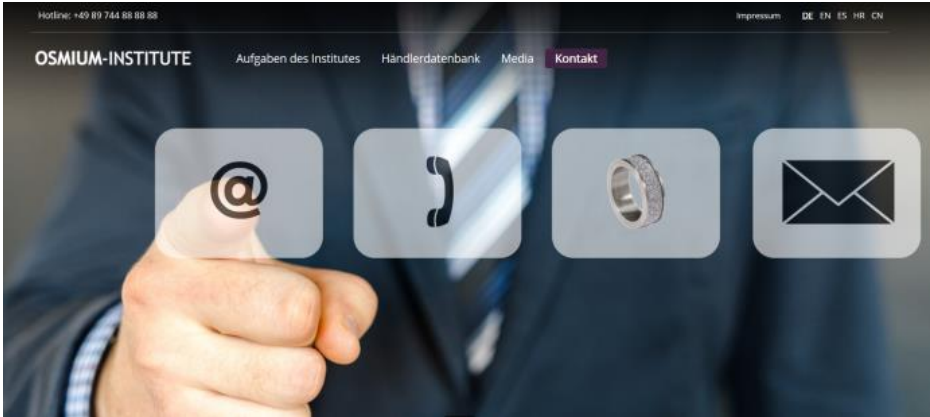 Hotline: +49 89 744 88 88 88 Impressum DE EN ES HR CN
OSMIUM-INSTITUTE Aufgaben des Institutes Händlerdatenbank Media Kontakt
@